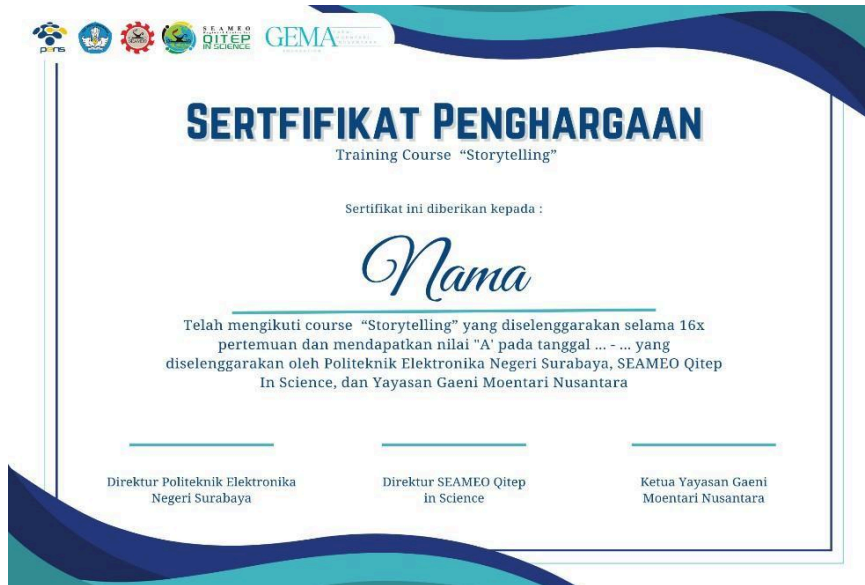 pens
SEAMEO
QITEP
IN SCIENCE
GEMA
SERTFIFIKAT PENGHARGAAN
Training Course “Storytelling”
Sertifikat ini diberikan kepada :
Nama
Telah mengikuti course “Storytelling” yang diselenggarakan selama 16x
pertemuan dan mendapatkan nilai "A' pada tanggal ... - ... yang
diselenggarakan oleh Politeknik Elektronika Negeri Surabaya, SEAMEO Qitep
In Science, dan Yayasan Gaeni Moentari Nusantara
Direktur Politeknik Elektronika
Negeri Surabaya
Direktur SEAMEO Qitep
in Science
Ketua Yayasan Gaeni
Moentari Nusantara